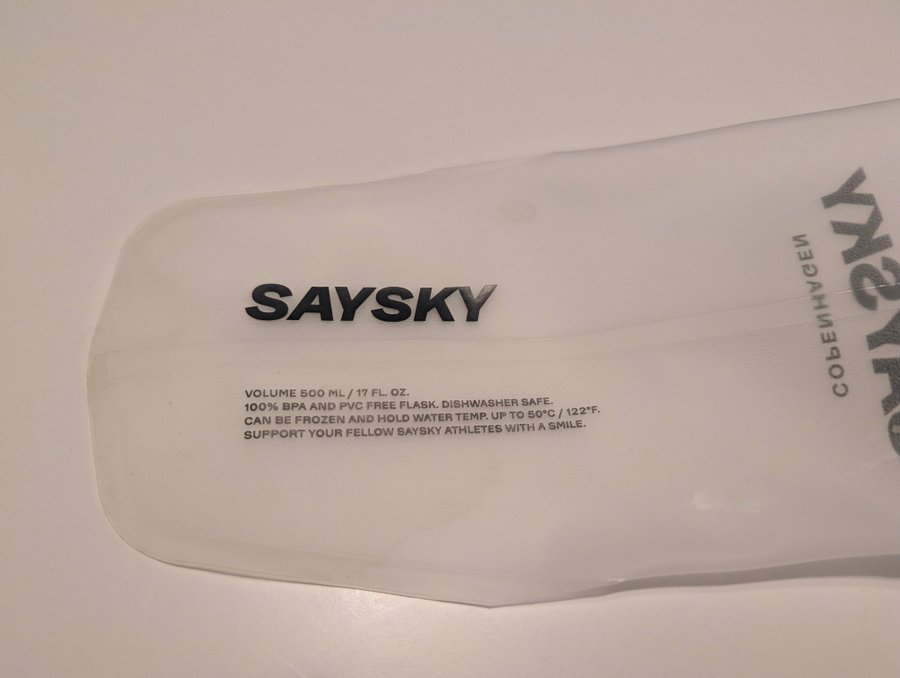 SAYSKY
VOLUME 500 ML / 17 FL. OZ.
100% BPA AND PVC FREE FLASK. DISHWASHER SAFE.
CAN BE FROZEN AND HOLD WATER TEMP. UP TO 50°C / 122°F.
SUPPORT YOUR FELLOW SAYSKY ATHLETES WITH A SMILE.
SAYSKY
COPENHAGEN